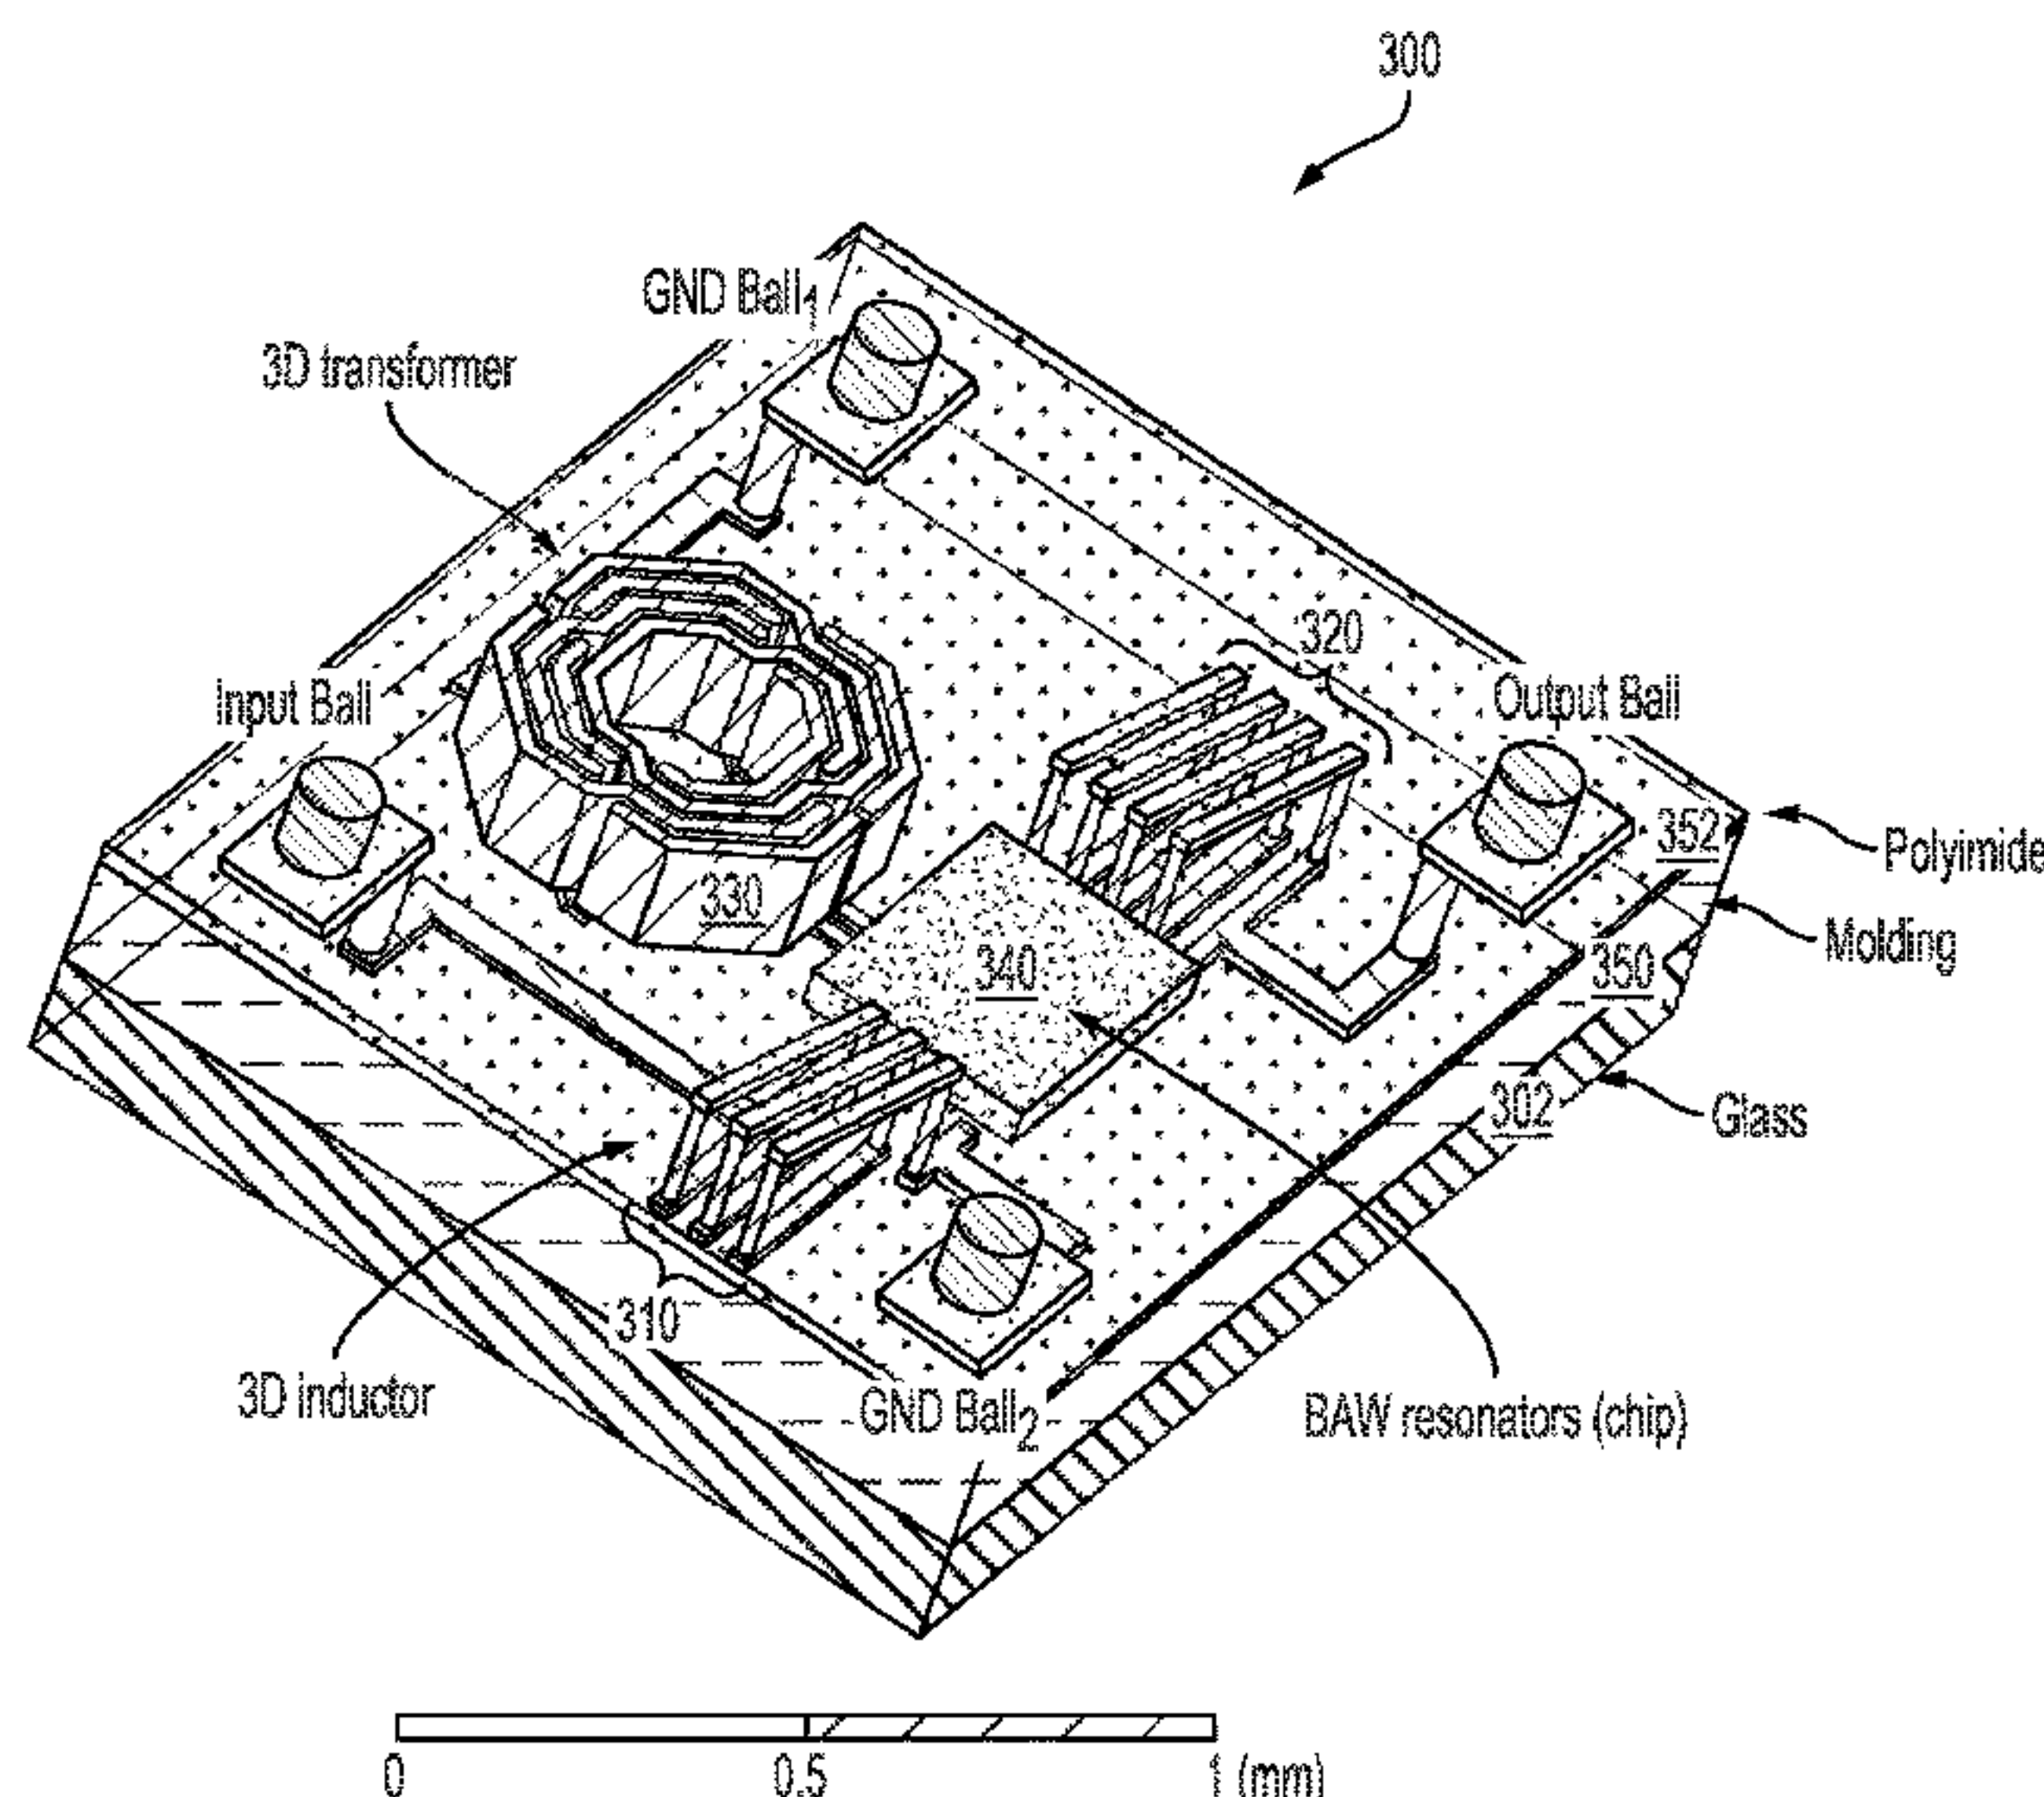 300
GND Ball1
3D transformer
320
Input Ball
Output Ball
352
Polyimide
330
Molding
340
350
302
Glass
310
3D inductor
GND Ball2
BAW resonators (chip)
0 0.5 1 (mm)